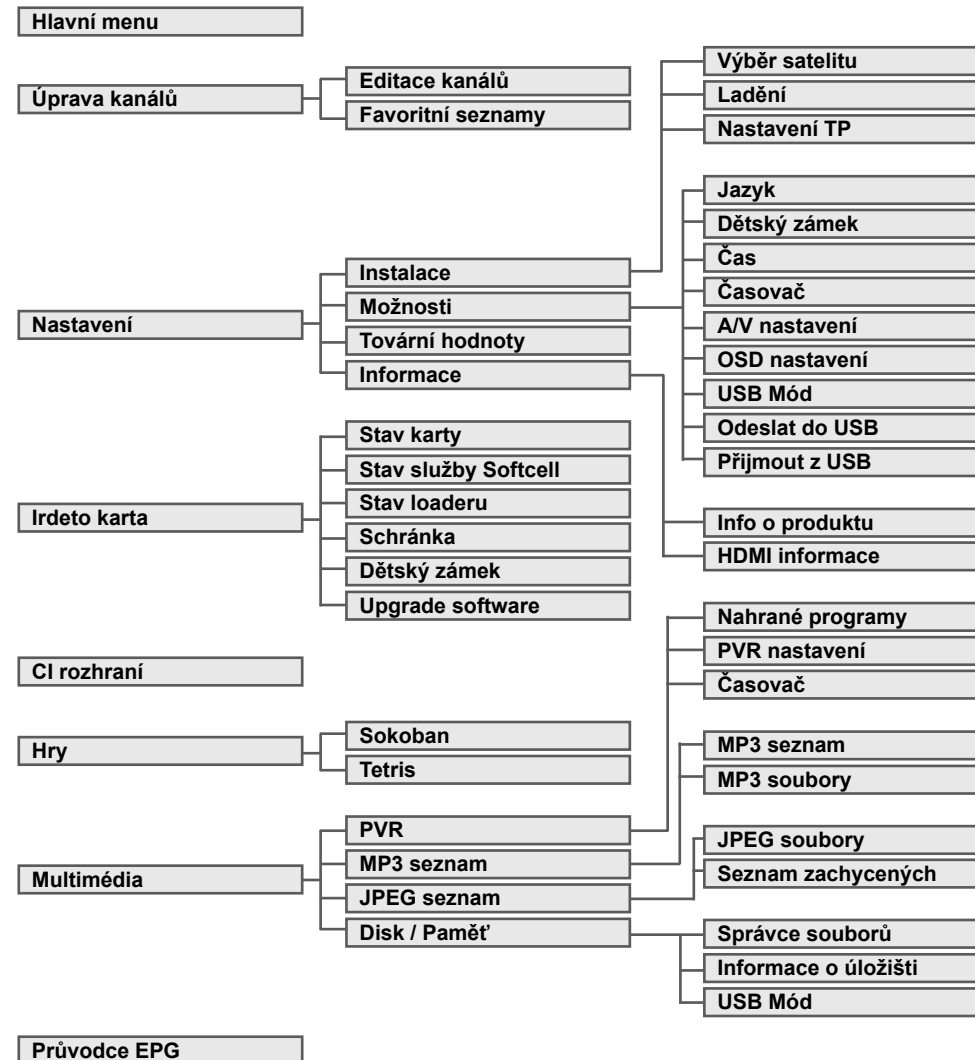 Hlavní menu
Úprava kanálů
Editace kanálů
Favoritní seznamy
Nastavení
Instalace
Výběr satelitu
Ladění
Nastavení TP
Možnosti
Jazyk
Dětský zámek
Čas
Časovač
A/V nastavení
OSD nastavení
USB Mód
Odeslat do USB
Přijmout z USB
Tovární hodnoty
Informace
Info o produktu
HDMI informace
Irdeto karta
Stav karty
Stav služby Softcell
Stav loaderu
Schránka
Dětský zámek
Upgrade software
CI rozhraní
Hry
Sokoban
Tetris
Multimédia
PVR
Nahrané programy
PVR nastavení
Časovač
MP3 seznam
MP3 seznam
MP3 soubory
JPEG seznam
JPEG soubory
Seznam zachycených
Disk / Paměť
Správce souborů
Informace o úložišti
USB Mód
Průvodce EPG